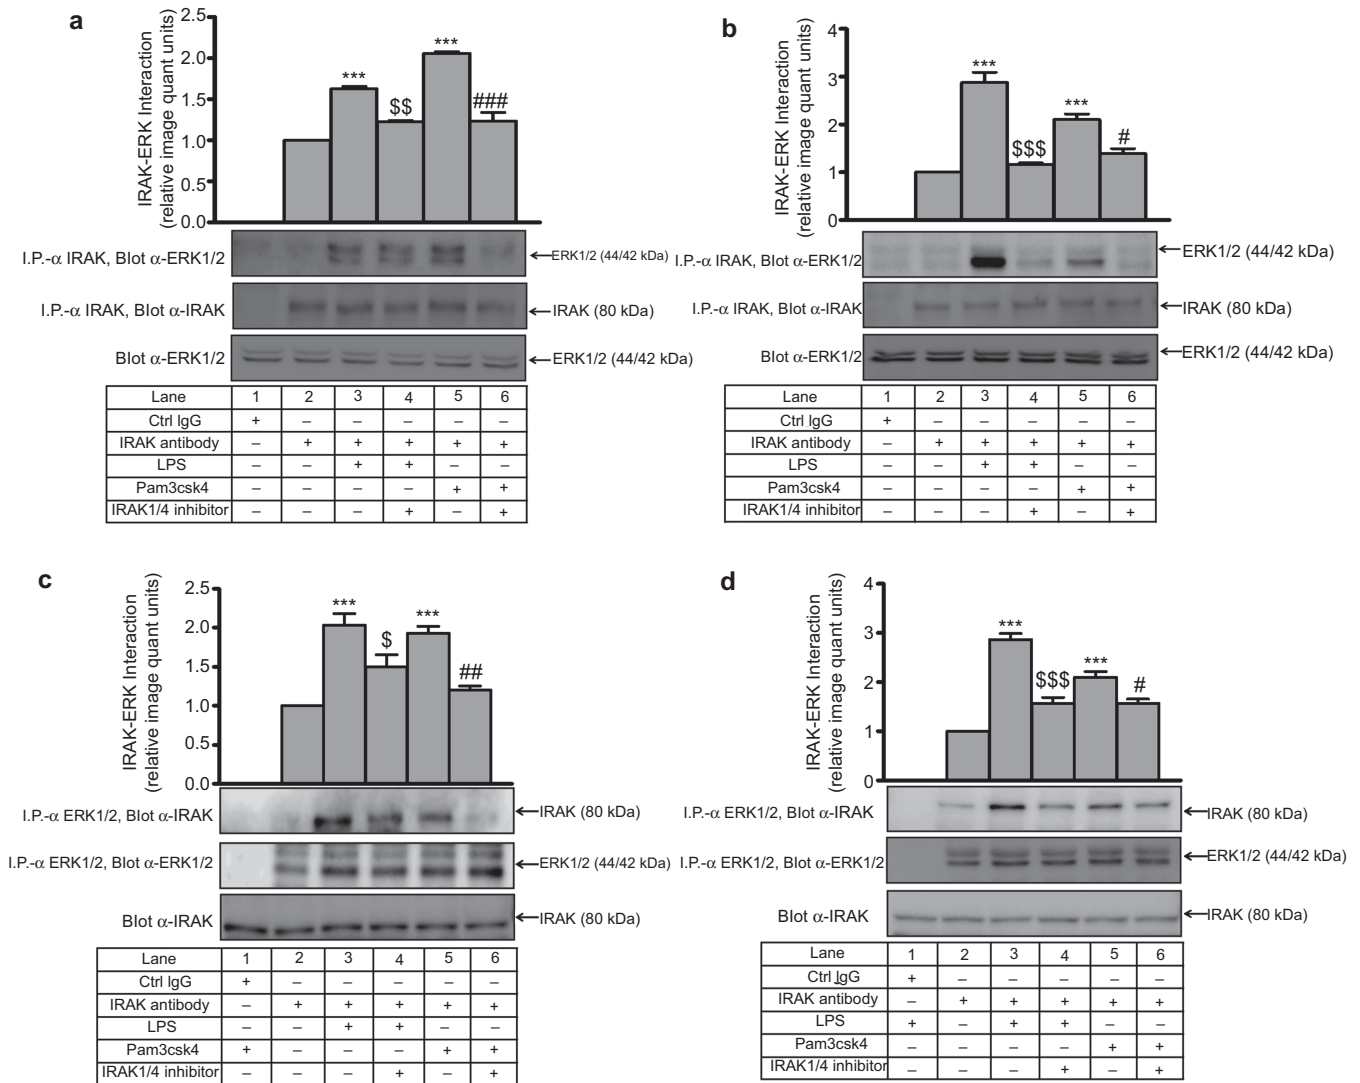 a
IRAK-ERK Interaction
(relative image quant units)
2.5
2.0
1.5
1.0
0.0
***
$$
***
###
I.P.-α IRAK, Blot α-ERK1/2
ERK1/2 (44/42 kDa)
I.P.-α IRAK, Blot α-IRAK
IRAK (80 kDa)
Blot α-ERK1/2
ERK1/2 (44/42 kDa)
Lane 1 2 3 4 5 6
Ctrl IgG + – – – – –
IRAK antibody – + + + + +
LPS – – + + – –
Pam3csk4 – – – – + +
IRAK1/4 inhibitor – – – + – +
b
IRAK-ERK Interaction
(relative image quant units)
4
3
2
1
0
***
$$$
***
#
I.P.-α IRAK, Blot α-ERK1/2
ERK1/2 (44/42 kDa)
I.P.-α IRAK, Blot α-IRAK
IRAK (80 kDa)
Blot α-ERK1/2
ERK1/2 (44/42 kDa)
Lane 1 2 3 4 5 6
Ctrl IgG + – – – – –
IRAK antibody – + + + + +
LPS – – + + – –
Pam3csk4 – – – – + +
IRAK1/4 inhibitor – – – + – +
c
IRAK-ERK Interaction
(relative image quant units)
2.5
2.0
1.5
1.0
0.5
0.0
***
$
***
##
I.P.-α ERK1/2, Blot α-IRAK
IRAK (80 kDa)
I.P.-α ERK1/2, Blot α-ERK1/2
ERK1/2 (44/42 kDa)
Blot α-IRAK
IRAK (80 kDa)
Lane 1 2 3 4 5 6
Ctrl IgG + – – – – –
IRAK antibody – + + + + +
LPS – – + + – –
Pam3csk4 + – – – + +
IRAK1/4 inhibitor – – – + – +
d
IRAK-ERK Interaction
(relative image quant units)
4
3
2
1
0
***
$$$
***
#
I.P.-α ERK1/2, Blot α-IRAK
IRAK (80 kDa)
I.P.-α ERK1/2, Blot α-ERK1/2
ERK1/2 (44/42 kDa)
Blot α-IRAK
IRAK (80 kDa)
Lane 1 2 3 4 5 6
Ctrl IgG + – – – – –
IRAK antibody – + + + + +
LPS + – + + – –
Pam3csk4 – – – – + +
IRAK1/4 inhibitor – – – + – +